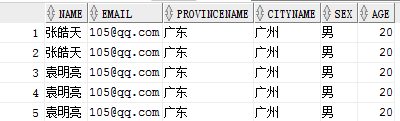 NAME EMAIL PROVINCENAME CITYNAME SEX AGE
1 张皓天 105@qq.com 广东 广州 男 20
2 张皓天 105@qq.com 广东 广州 男 20
3 袁明亮 105@qq.com 广东 广州 男 20
4 袁明亮 105@qq.com 广东 广州 男 20
5 袁明亮 105@qq.com 广东 广州 男 20